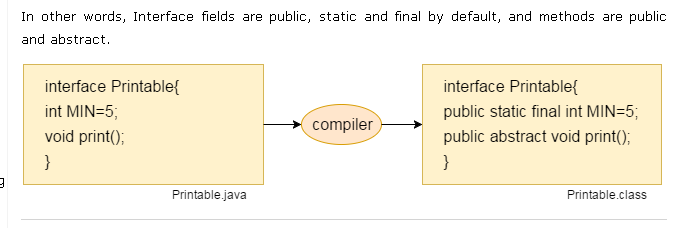 In other words, Interface fields are public, static and final by default, and methods are public
and abstract.
interface Printable{
int MIN=5;
void print();
}
Printable.java
compiler
interface Printable{
public static final int MIN=5;
public abstract void print();
}
Printable.class
g